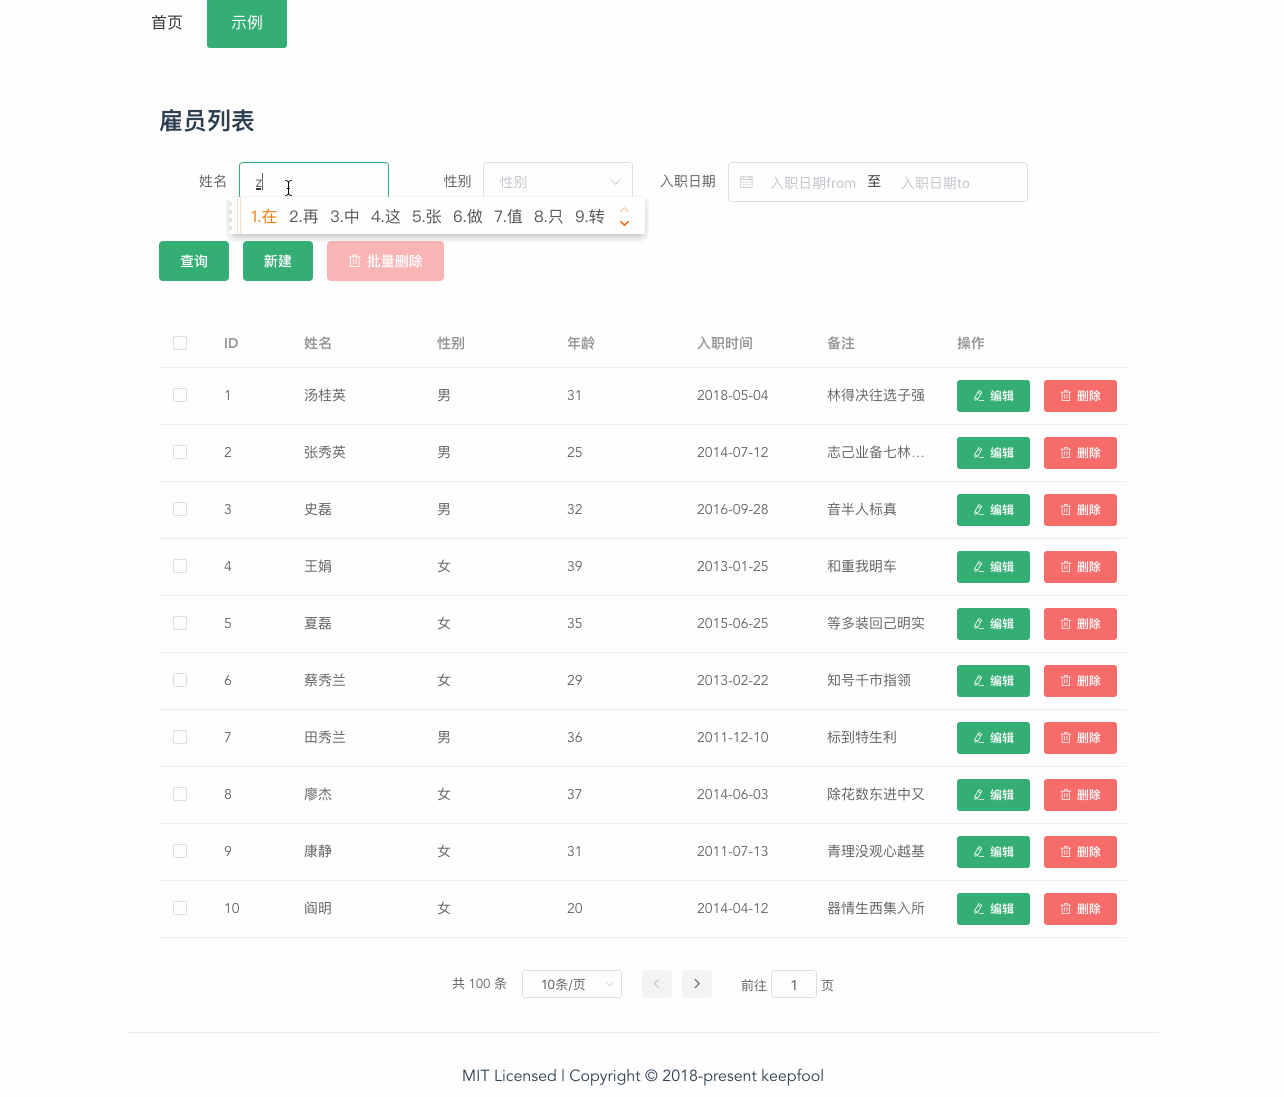 首页 示例
雇员列表
姓名 z 性别 性别 入职日期 入职日期from 至 入职日期to
1.在 2.再 3.中 4.这 5.张 6.做 7.值 8.只 9.转
查询 新建 批量删除
ID 姓名 性别 年龄 入职时间 备注 操作
1 汤桂英 男 31 2018-05-04 林得决往选子强 编辑 删除
2 张秀英 男 25 2014-07-12 志己业备七林... 编辑 删除
3 史磊 男 32 2016-09-28 音半人标真 编辑 删除
4 王娟 女 39 2013-01-25 和重我明车 编辑 删除
5 夏磊 女 35 2015-06-25 等多装回己明实 编辑 删除
6 蔡秀兰 女 29 2013-02-22 知号千市指领 编辑 删除
7 田秀兰 男 36 2011-12-10 标到特生利 编辑 删除
8 廖杰 女 37 2014-06-03 除花数东进中又 编辑 删除
9 康静 女 31 2011-07-13 青理没观心越基 编辑 删除
10 阎明 女 20 2014-04-12 器情生西集入所 编辑 删除
共 100 条 10条/页 前往 1 页
MIT Licensed | Copyright © 2018-present keepfool